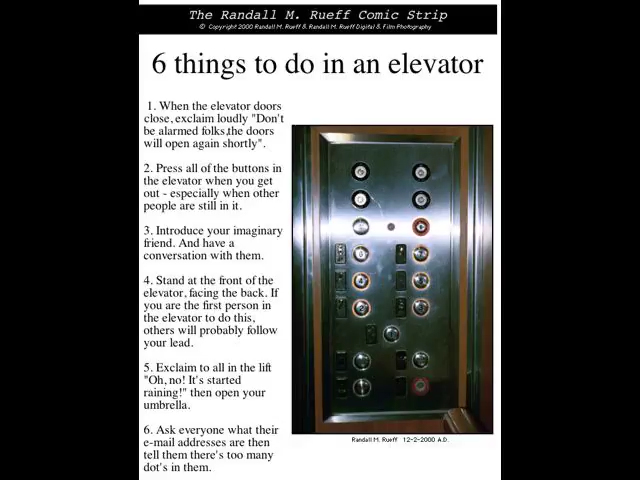 The Randall M. Rueff Comic Strip
© Copyright 2000 Randall M. Rueff & Randall M. Rueff Digital & Film Photography
6 things to do in an elevator
1. When the elevator doors
close, exclaim loudly "Don't
be alarmed folks,the doors
will open again shortly".
2. Press all of the buttons in
the elevator when you get
out - especially when other
people are still in it.
3. Introduce your imaginary
friend. And have a
conversation with them.
4. Stand at the front of the
elevator, facing the back. If
you are the first person in
the elevator to do this,
others will probably follow
your lead.
5. Exclaim to all in the lift
"Oh, no! It's started
raining!" then open your
umbrella.
6. Ask everyone what their
e-mail addresses are then
tell them there's too many
dot's in them.
Randall M. Rueff 12-2-2000 A.D.